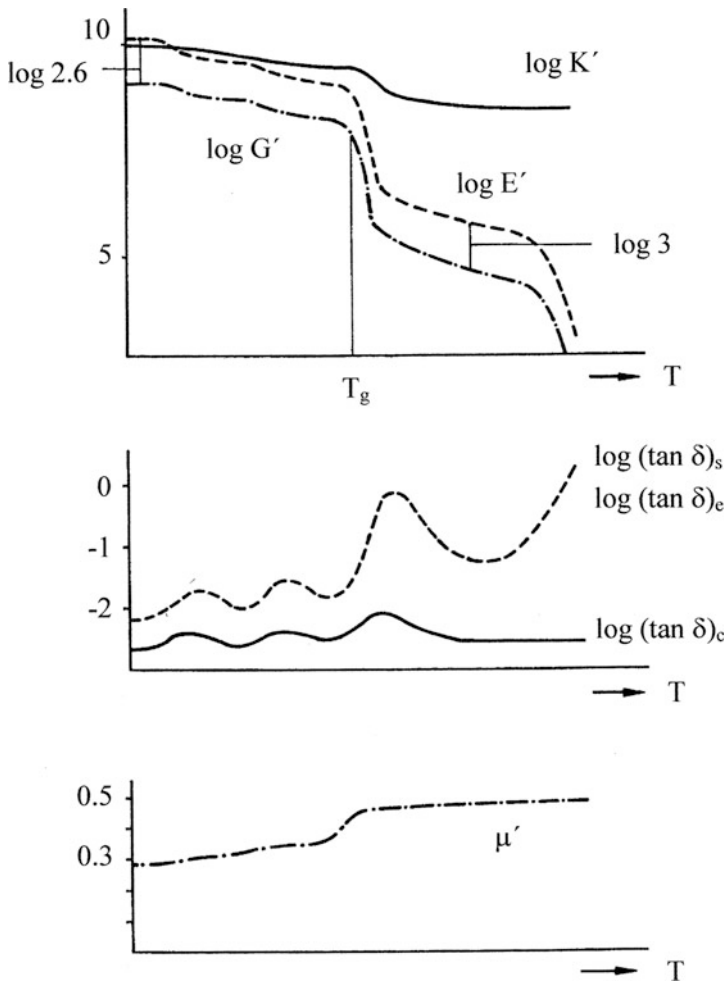 10
log 2.6
log K′
log G′
log E′
5
log 3
T
T_g
log (tan δ)_s
0
log (tan δ)_e
-1
-2
log (tan δ)_c
T
0.5
0.3
μ′
T